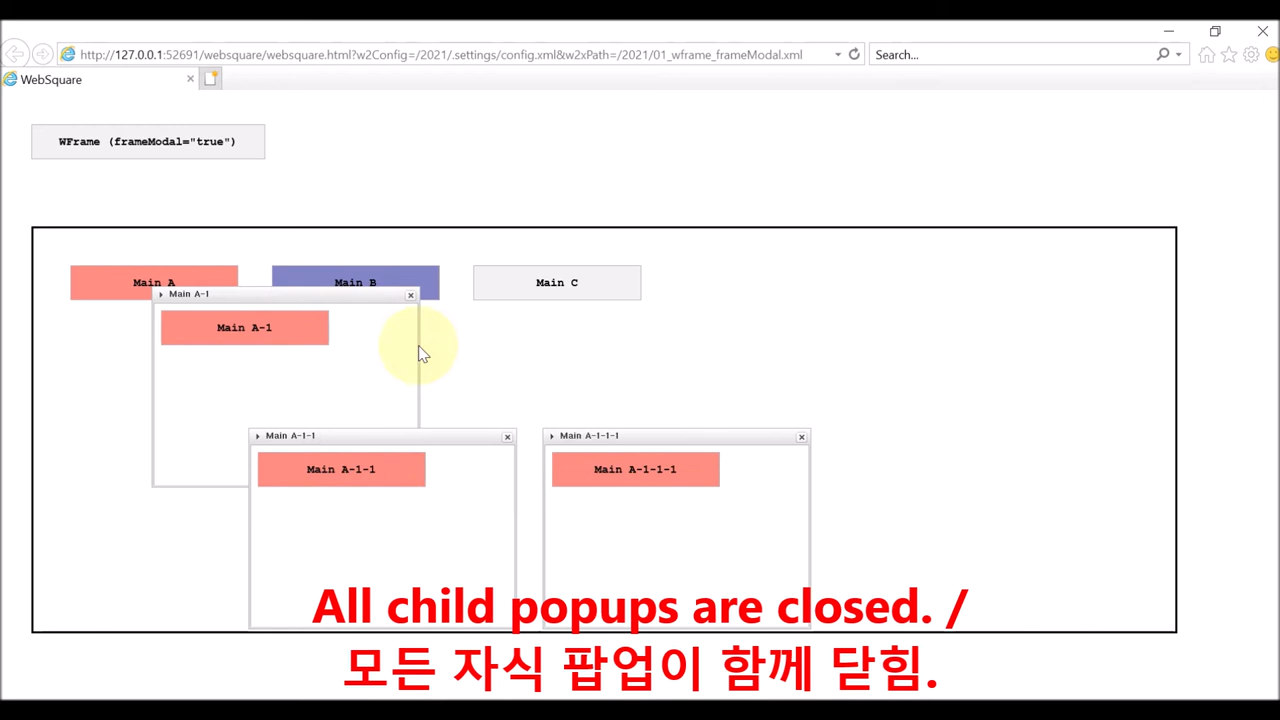 http://127.0.0.1:52691/websquare/websquare.html?w2Config=/2021/.settings/config.xml&w2xPath=/2021/01_wframe_frameModal.xml
Search...
WebSquare
WFrame (frameModal="true")
Main A
Main B
Main C
Main A-1
Main A-1
Main A-1-1
Main A-1-1-1
Main A-1-1
Main A-1-1-1
All child popups are closed. /
모든 자식 팝업이 함께 닫힘.